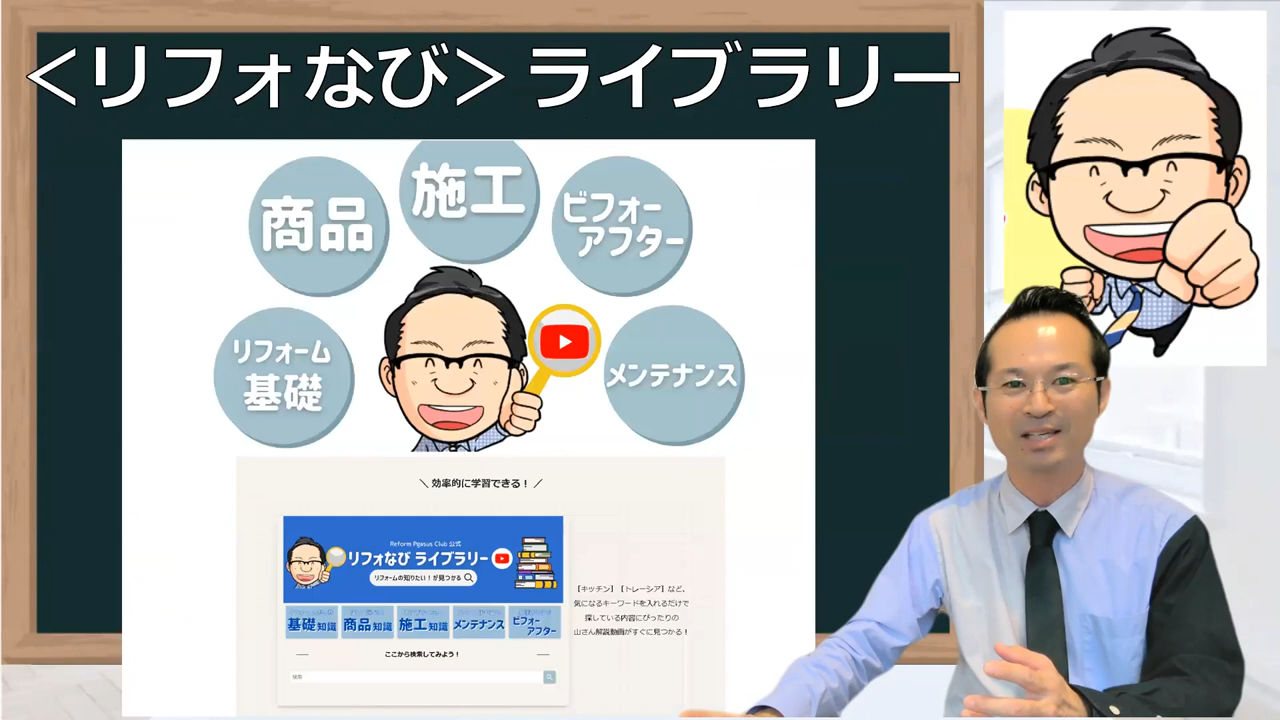 ＜リフォなび＞ライブラリー
商品
施工
ビフォー
アフター
リフォーム
基礎
メンテナンス
＼ 効率的に学習できる！ ／
Reform Pigasus Club 公式
リフォなび ライブラリー
リフォームの知りたい！が見つかる
基礎知識
商品知識
施工知識
メンテナンス
ビフォー
アフター
ここから検索してみよう！
検索
【キッチン】【トレーシア】など、
気になるキーワードを入れるだけで
探している内容にぴったりの
山さん解説動画がすぐに見つかる！